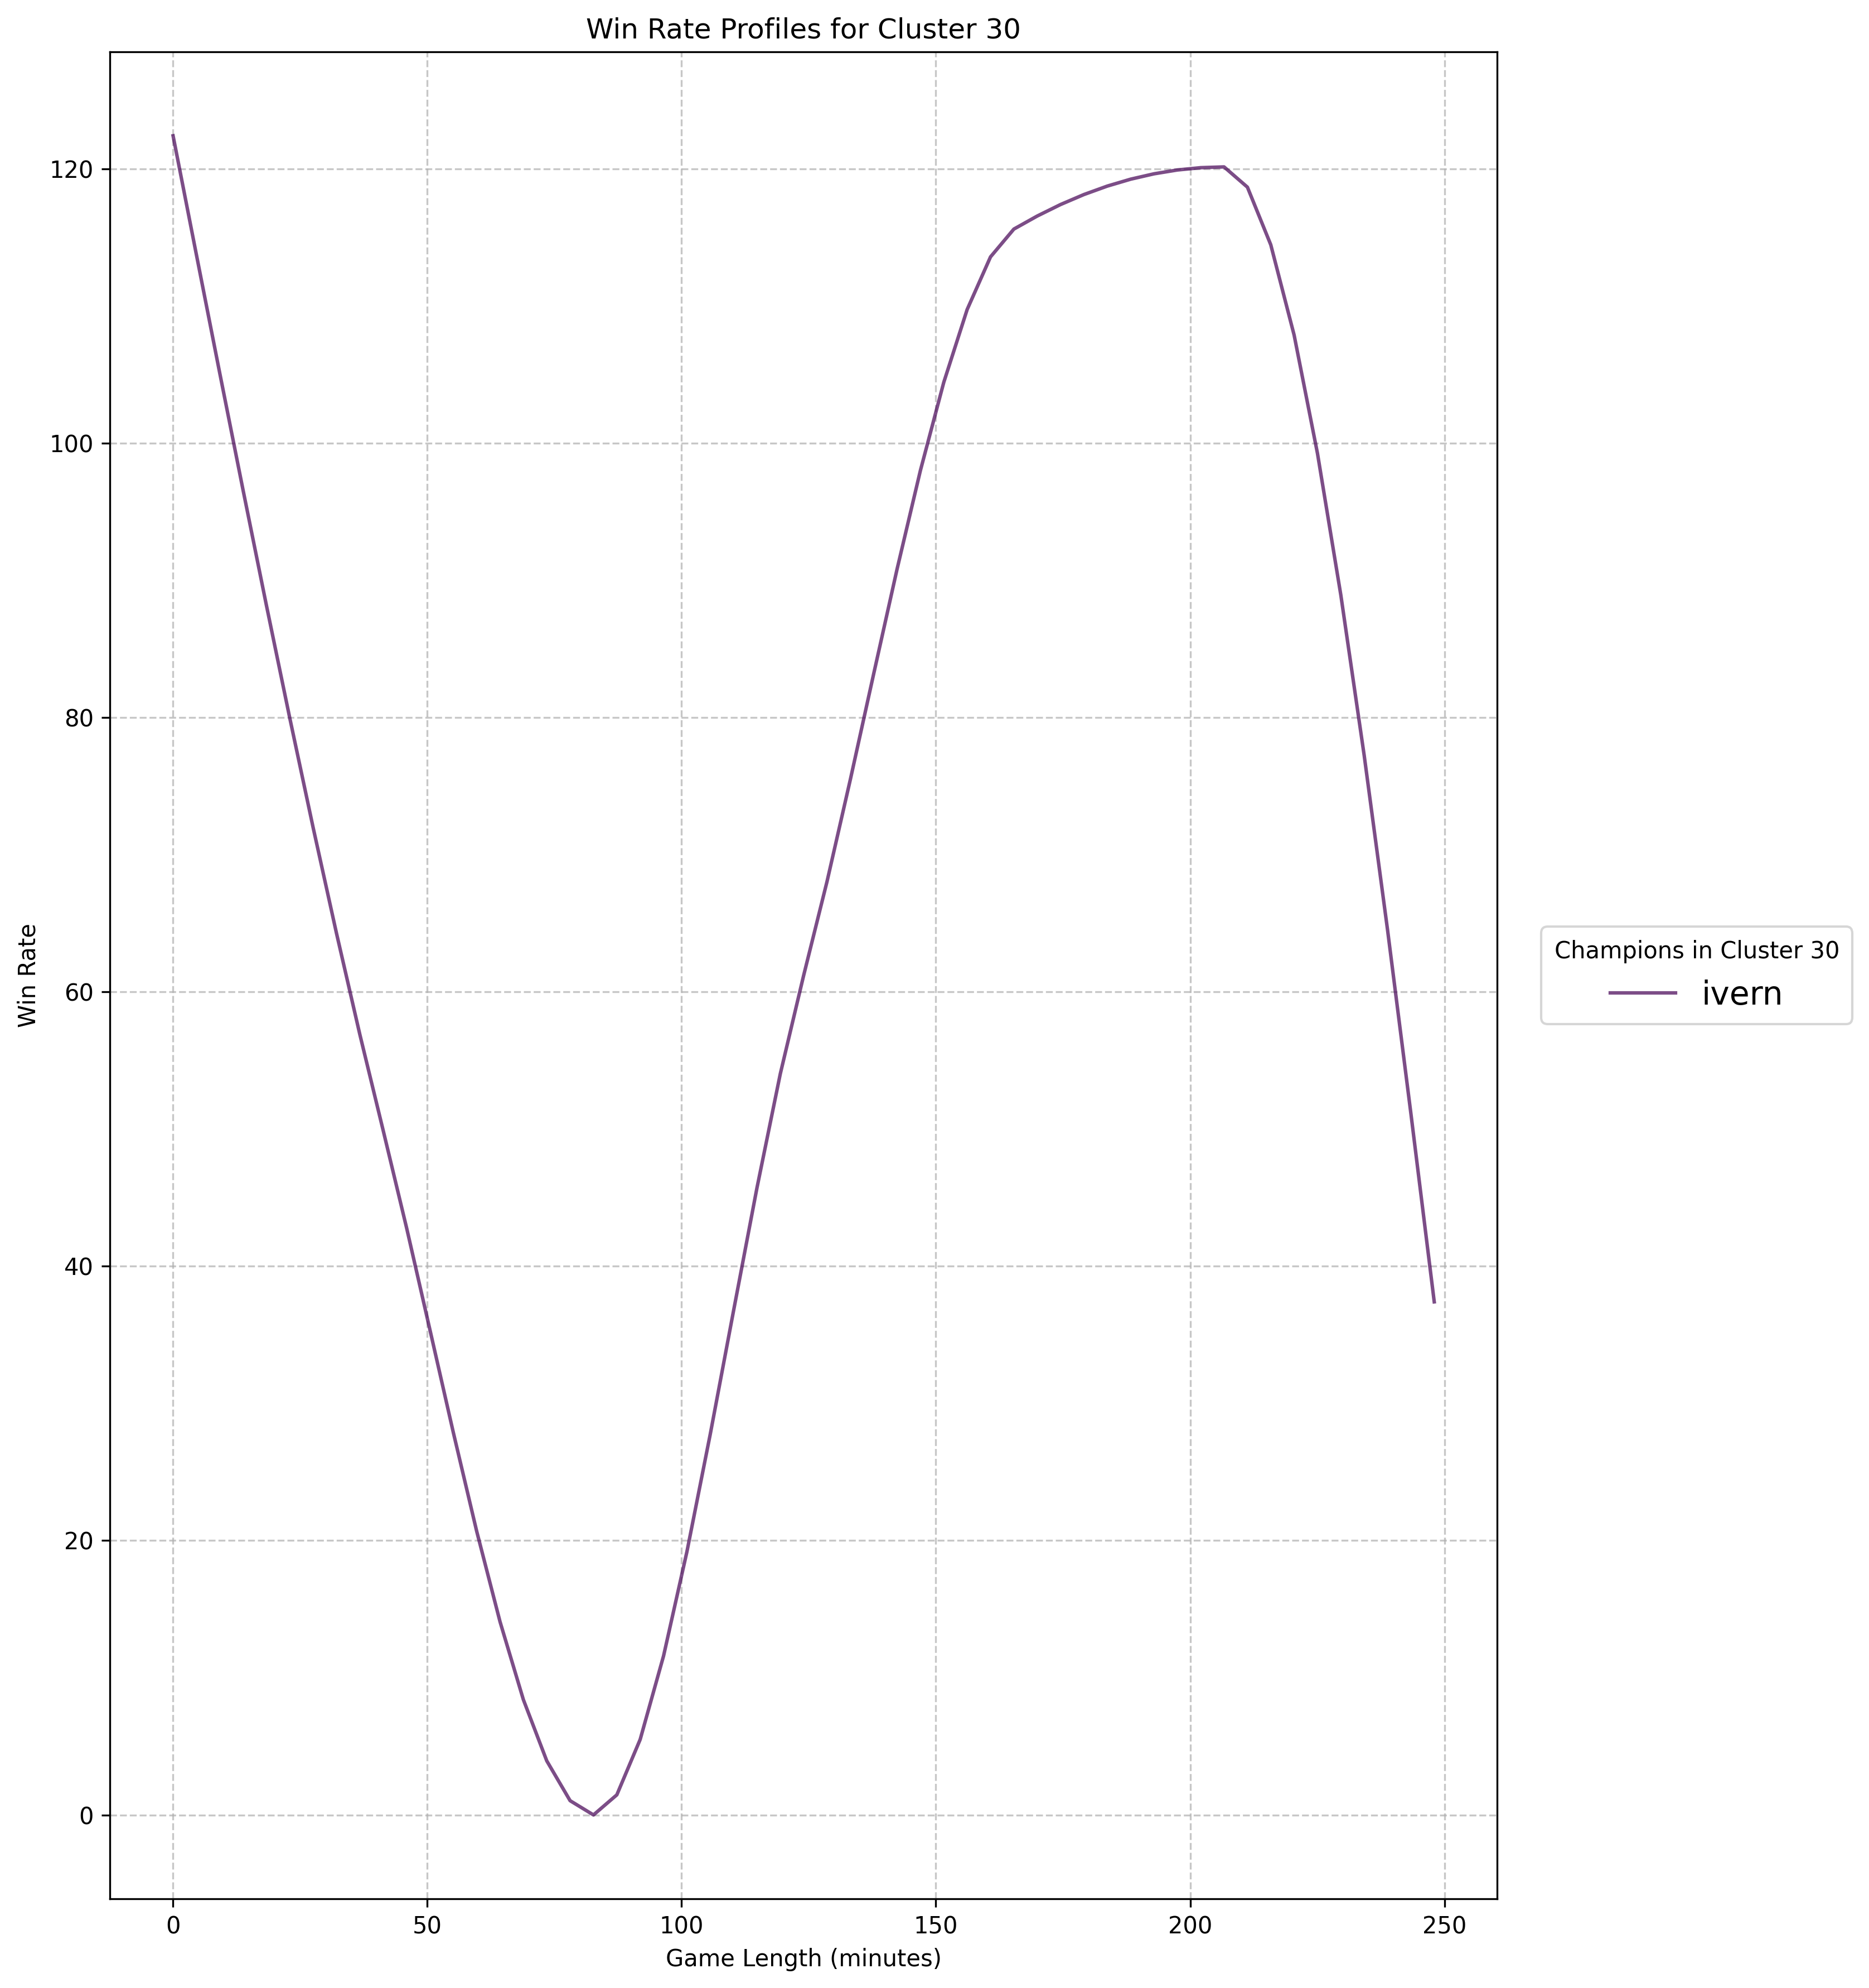 Win Rate Profiles for Cluster 30
120
100
80
60
40
20
0
Win Rate
0 50 100 150 200 250
Game Length (minutes)
Champions in Cluster 30
ivern